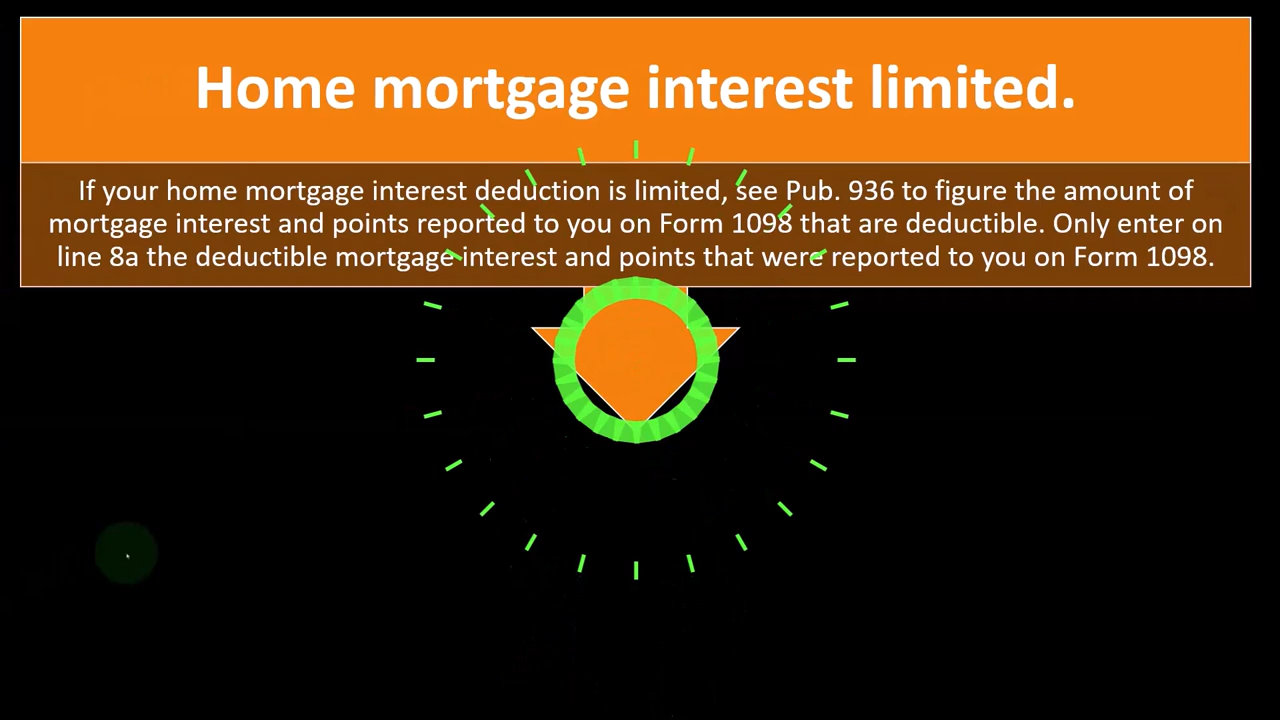 Home mortgage interest limited.
If your home mortgage interest deduction is limited, see Pub. 936 to figure the amount of
mortgage interest and points reported to you on Form 1098 that are deductible. Only enter on
line 8a the deductible mortgage interest and points that were reported to you on Form 1098.